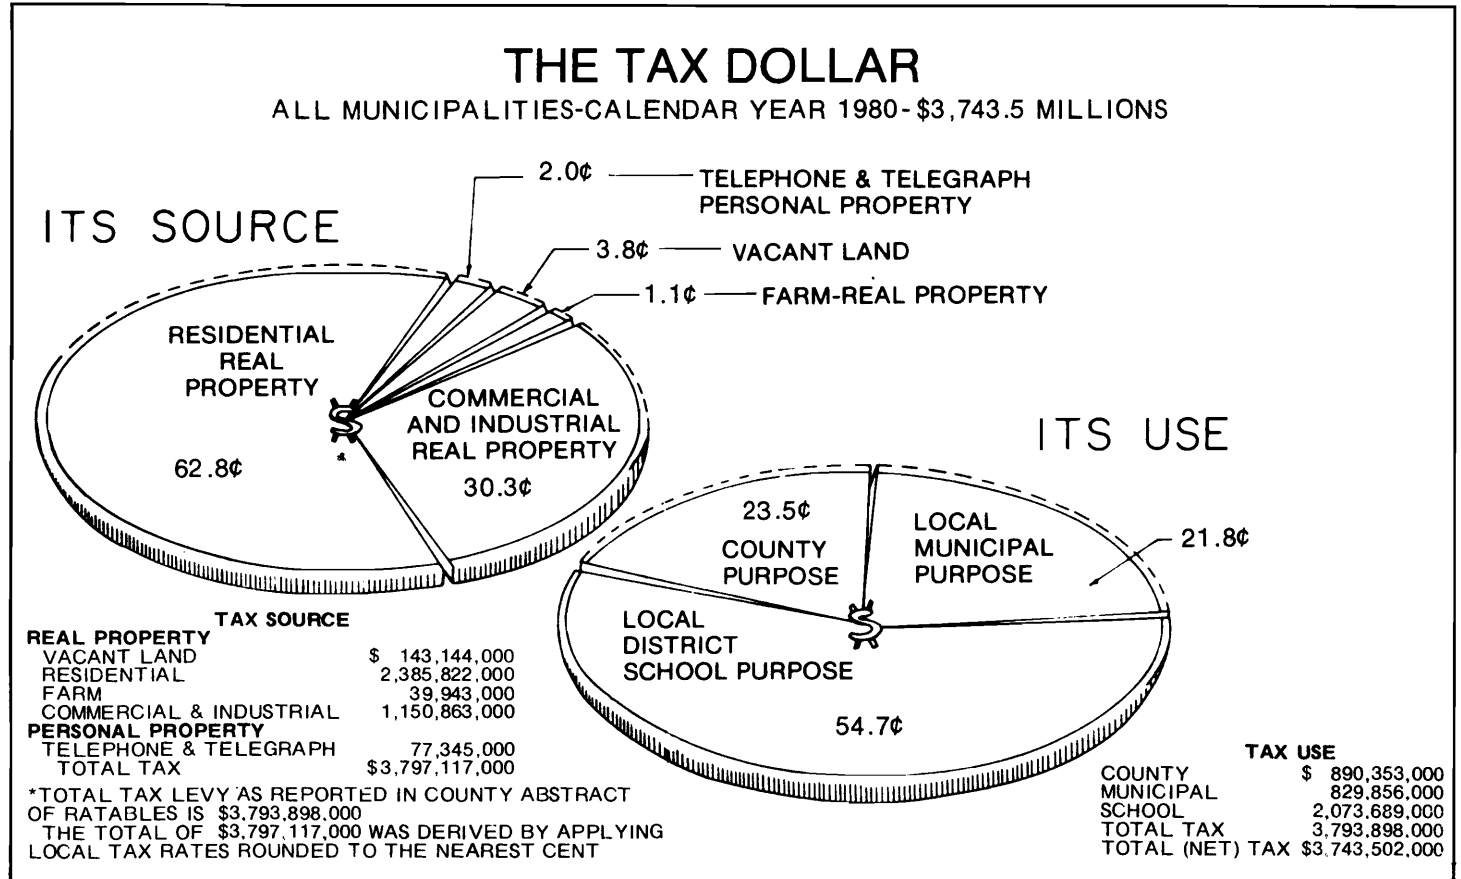 THE TAX DOLLAR
ALL MUNICIPALITIES-CALENDAR YEAR 1980-$3,743.5 MILLIONS
ITS SOURCE
2.0¢ TELEPHONE & TELEGRAPH
PERSONAL PROPERTY
3.8¢ VACANT LAND
1.1¢ FARM-REAL PROPERTY
RESIDENTIAL
REAL
PROPERTY
62.8¢
$
COMMERCIAL
AND INDUSTRIAL
REAL PROPERTY
30.3¢
ITS USE
23.5¢
COUNTY
PURPOSE
LOCAL
MUNICIPAL
PURPOSE
21.8¢
$
LOCAL
DISTRICT
SCHOOL PURPOSE
54.7¢
TAX SOURCE
REAL PROPERTY
VACANT LAND $ 143,144,000
RESIDENTIAL 2,385,822,000
FARM 39,943,000
COMMERCIAL & INDUSTRIAL 1,150,863,000
PERSONAL PROPERTY
TELEPHONE & TELEGRAPH 77,345,000
TOTAL TAX $3,797,117,000
*TOTAL TAX LEVY AS REPORTED IN COUNTY ABSTRACT
OF RATABLES IS $3,793,898.000
THE TOTAL OF $3,797,117,000 WAS DERIVED BY APPLYING
LOCAL TAX RATES ROUNDED TO THE NEAREST CENT
TAX USE
COUNTY $ 890,353,000
MUNICIPAL 829,856,000
SCHOOL 2,073.689,000
TOTAL TAX 3,793,898.000
TOTAL (NET) TAX $3,743,502,000